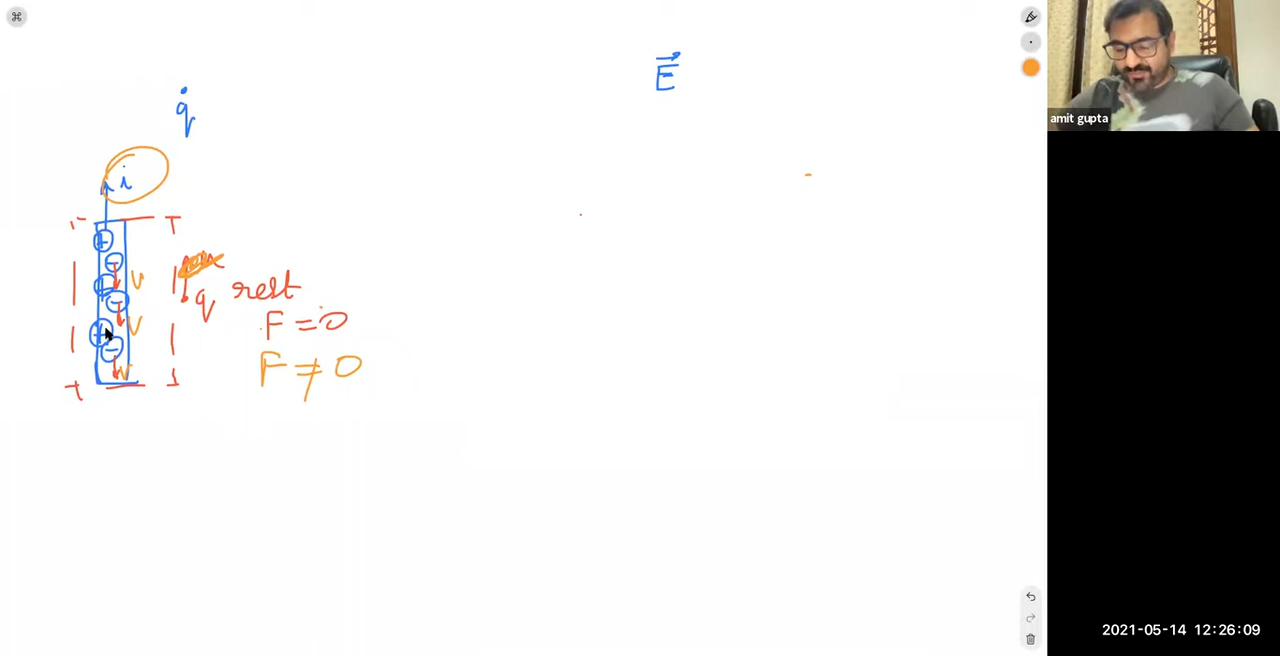 E
q
i
+
-
v
+
-
v
+
-
v
q rest
F = 0
F ≠ 0
amit gupta
2021-05-14 12:26:09